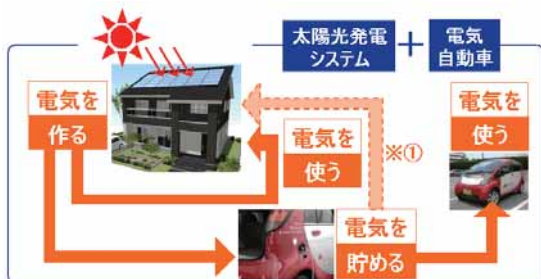 太陽光発電
システム
+
電気
自動車
電気を
作る
電気を
使う
※①
電気を
使う
電気を
貯める